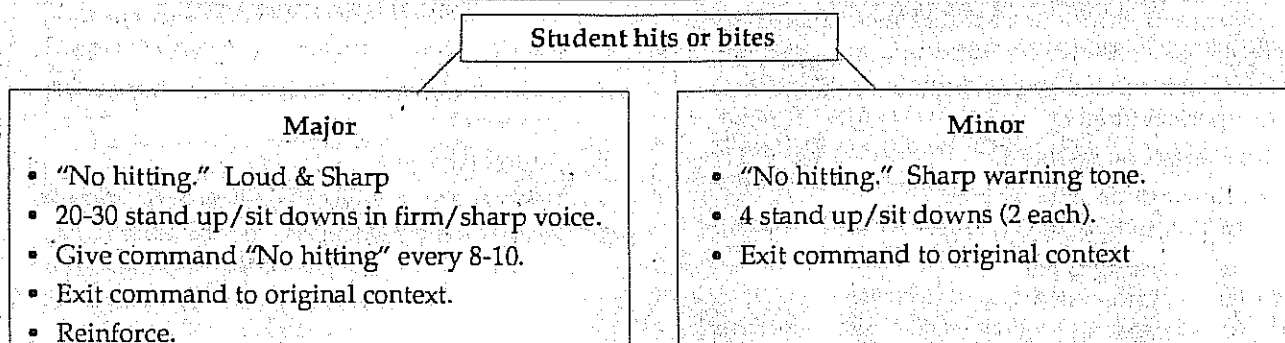 Student hits or bites
Major
• "No hitting." Loud & Sharp
• 20-30 stand up/sit downs in firm/sharp voice.
• Give command "No hitting" every 8-10.
• Exit command to original context.
• Reinforce.
Minor
• "No hitting." Sharp warning tone.
• 4 stand up/sit downs (2 each).
• Exit command to original context